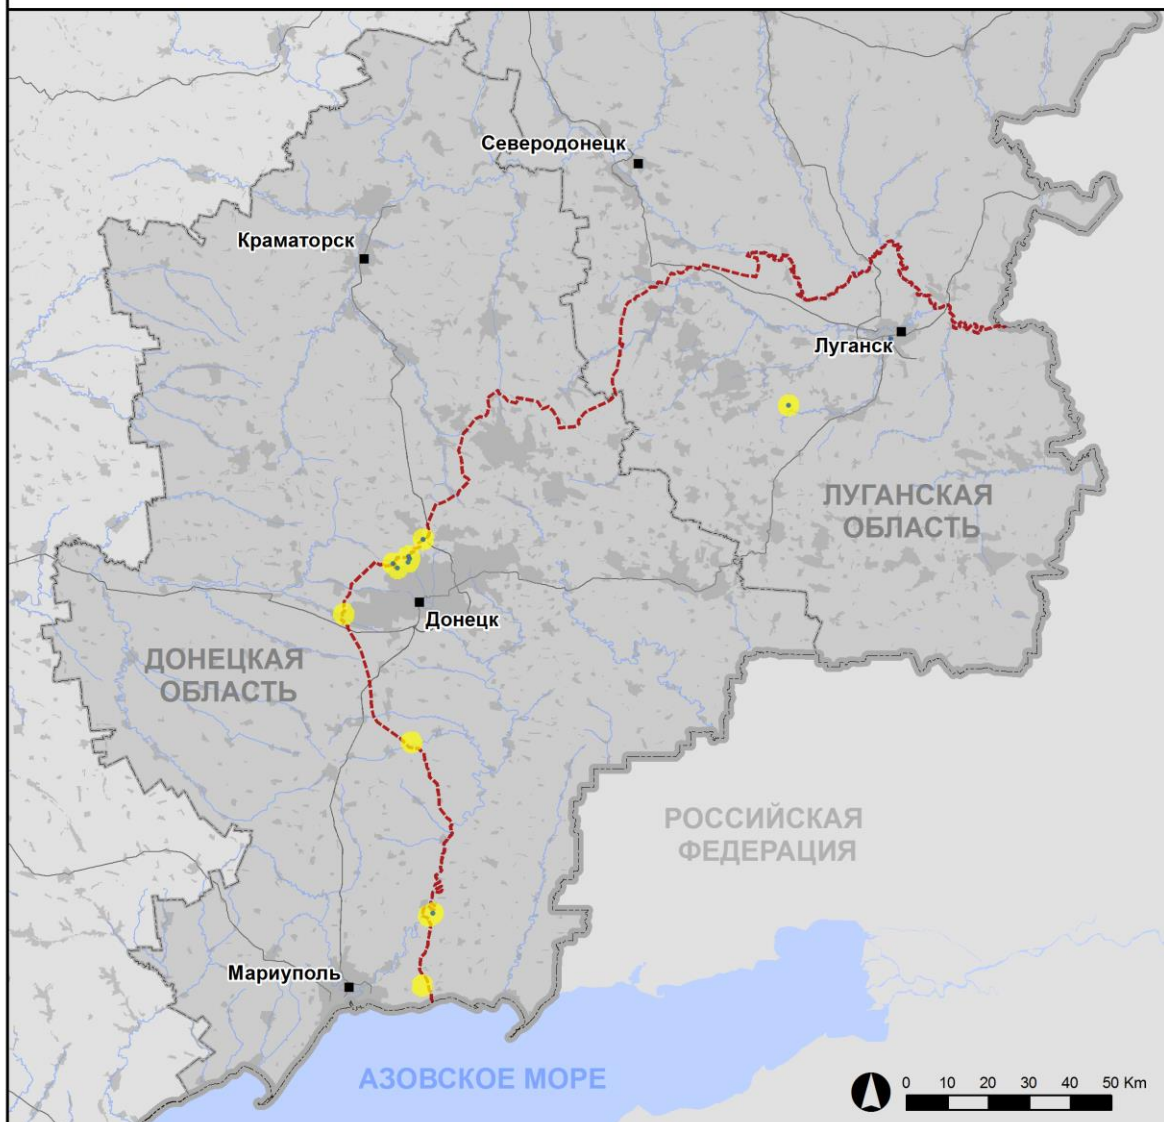 Северодонецк
Краматорск
Луганск
ЛУГАНСКАЯ
ОБЛАСТЬ
Донецк
ДОНЕЦКАЯ
ОБЛАСТЬ
РОССИЙСКАЯ
ФЕДЕРАЦИЯ
Мариуполь
АЗОВСКОЕ МОРЕ
0 10 20 30 40 50 Km